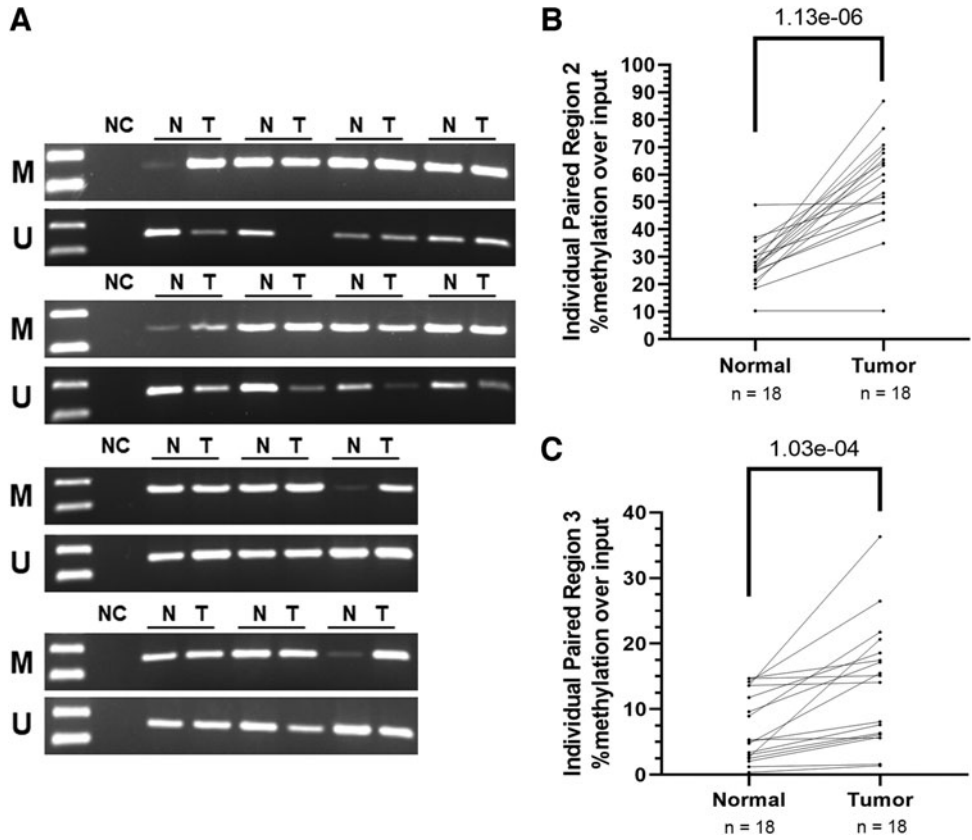 A
NC N T N T N T N T
M
U
NC N T N T N T N T
M
U
NC N T N T N T
M
U
NC N T N T N T
M
U
B
1.13e-06
Individual Paired Region 2
%methylation over input
100
90
80
70
60
50
40
30
20
10
0
Normal Tumor
n = 18 n = 18
C
1.03e-04
Individual Paired Region 3
%methylation over input
40
30
20
10
0
Normal Tumor
n = 18 n = 18